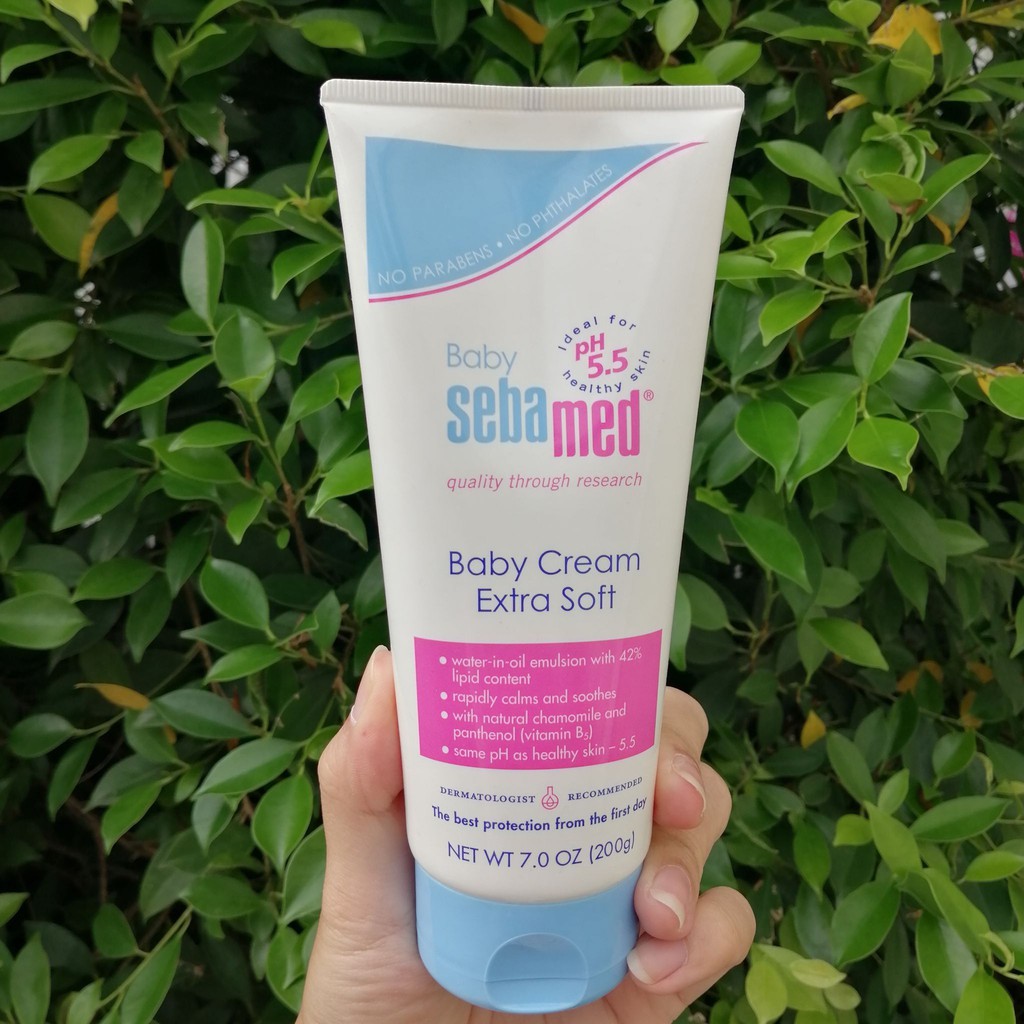 NO PARABENS • NO PHTHALATES
Ideal for
pH
5.5
healthy skin
Baby
sebamed®
quality through research
Baby Cream
Extra Soft
• water-in-oil emulsion with 42%
lipid content
• rapidly calms and soothes
• with natural chamomile and
panthenol (vitamin B₅)
• same pH as healthy skin – 5.5
DERMATOLOGIST RECOMMENDED
The best protection from the first day
NET WT 7.0 OZ (200g)